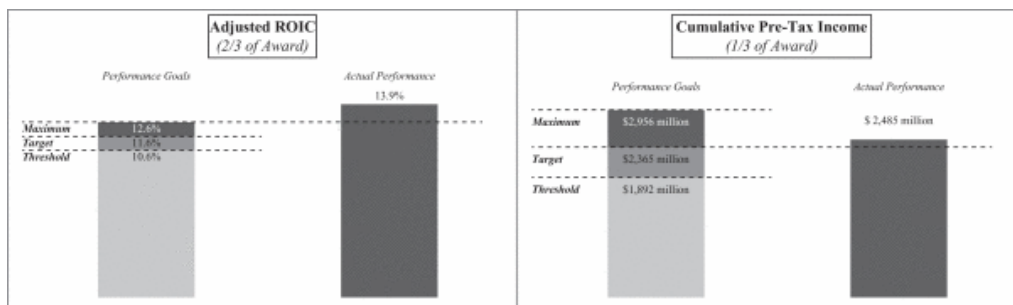 Adjusted ROIC
(2/3 of Award)
Performance Goals
Actual Performance
13.9%
Maximum
12.6%
Target
11.6%
Threshold
10.6%
Cumulative Pre-Tax Income
(1/3 of Award)
Performance Goals
Actual Performance
Maximum
$2,956 million
$ 2,485 million
Target
$2,365 million
Threshold
$1,892 million